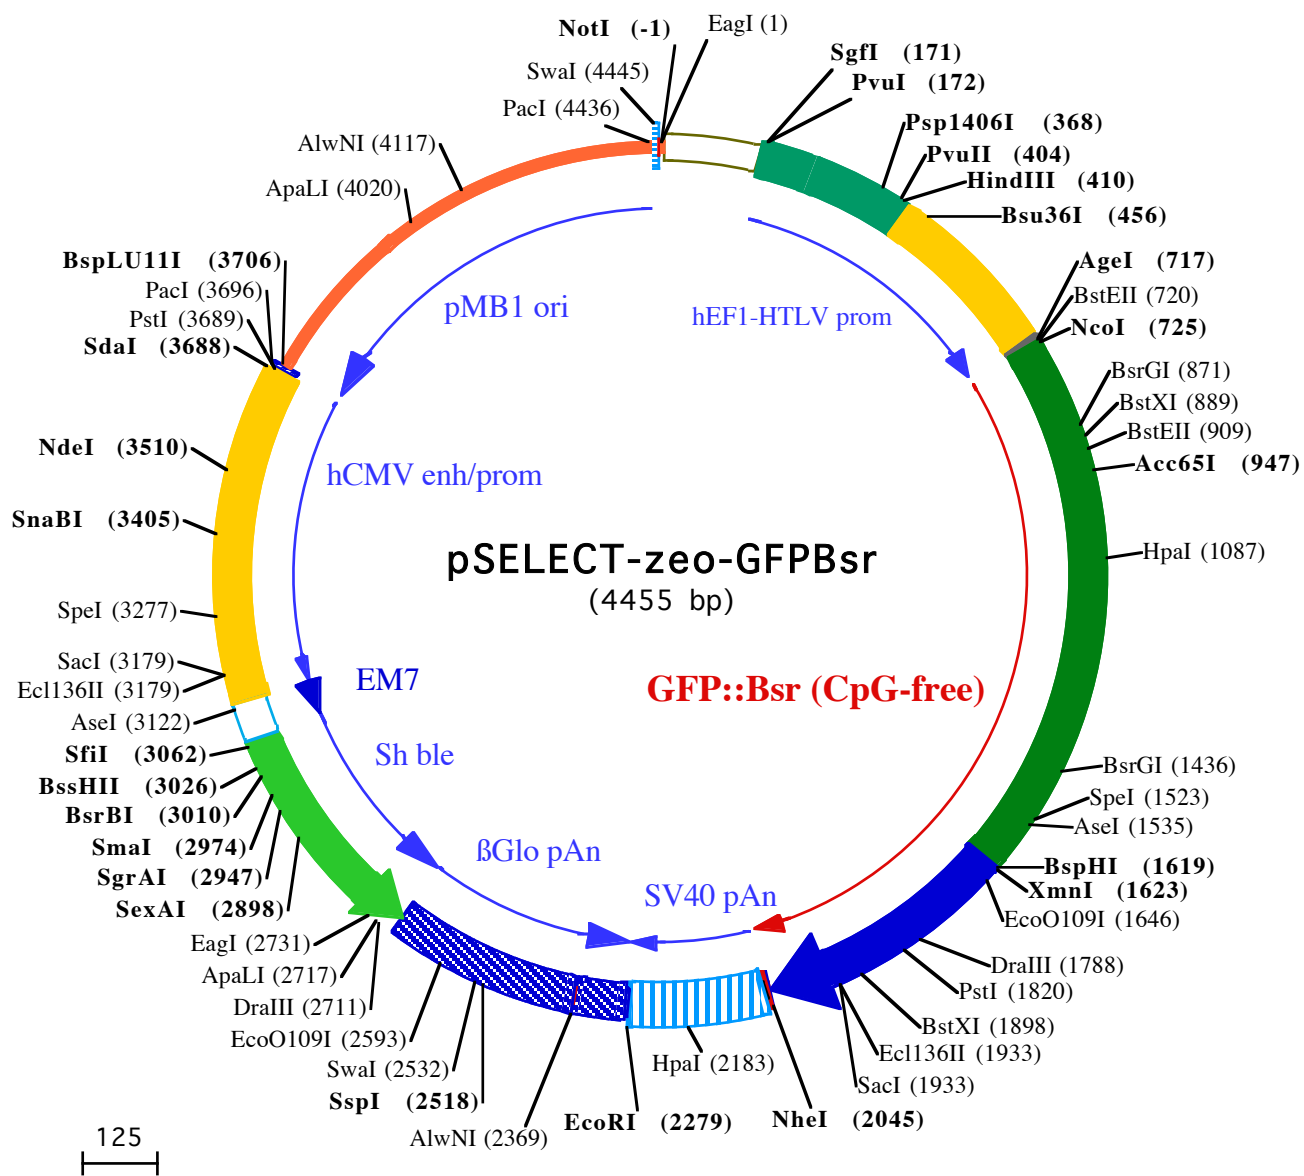 NotI (-1)
EagI (1)
SwaI (4445)
PacI (4436)
SgfI (171)
PvuI (172)
Psp1406I (368)
PvuII (404)
HindIII (410)
Bsu36I (456)
AgeI (717)
BstEII (720)
NcoI (725)
BsrGI (871)
BstXI (889)
BstEII (909)
Acc65I (947)
HpaI (1087)
BsrGI (1436)
SpeI (1523)
AseI (1535)
BspHI (1619)
XmnI (1623)
EcoO109I (1646)
DraIII (1788)
PstI (1820)
BstXI (1898)
Ecl136II (1933)
SacI (1933)
NheI (2045)
HpaI (2183)
EcoRI (2279)
AlwNI (2369)
SspI (2518)
SwaI (2532)
EcoO109I (2593)
DraIII (2711)
ApaLI (2717)
EagI (2731)
SexAI (2898)
SgrAI (2947)
SmaI (2974)
BsrBI (3010)
BssHII (3026)
SfiI (3062)
AseI (3122)
Ecl136II (3179)
SacI (3179)
SpeI (3277)
SnaBI (3405)
NdeI (3510)
SdaI (3688)
PstI (3689)
PacI (3696)
BspLU11I (3706)
ApaLI (4020)
AlwNI (4117)
pMB1 ori
hEF1-HTLV prom
hCMV enh/prom
pSELECT-zeo-GFPBsr
(4455 bp)
EM7
GFP::Bsr (CpG-free)
Sh ble
ßGlo pAn
SV40 pAn
125